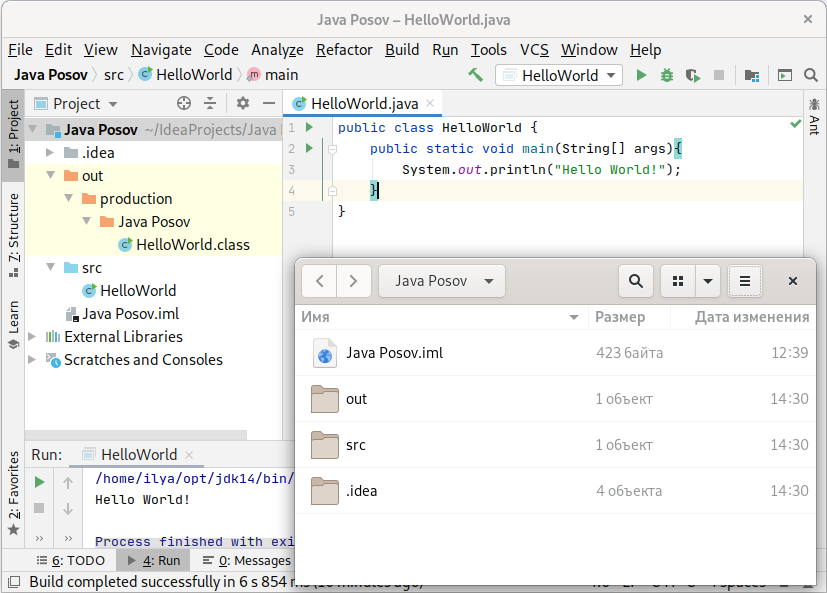 Java Posov – HelloWorld.java
File Edit View Navigate Code Analyze Refactor Build Run Tools VCS Window Help
Java Posov src HelloWorld main HelloWorld
1: Project
7: Structure
Learn
2: Favorites
Project
Java Posov ~/IdeaProjects/Java
.idea
out
production
Java Posov
HelloWorld.class
src
HelloWorld
Java Posov.iml
External Libraries
Scratches and Consoles
HelloWorld.java
1 public class HelloWorld {
2 public static void main(String[] args){
3 System.out.println("Hello World!");
4 }
5 }
Ant
Java Posov
Имя Размер Дата изменения
Java Posov.iml 423 байта 12:39
out 1 объект 14:30
src 1 объект 14:30
.idea 4 объекта 14:30
Run: HelloWorld
/home/ilya/opt/jdk14/bin/
Hello World!
Process finished with exi
6: TODO 4: Run 0: Messages
Build completed successfully in 6 s 854 ms (10 minutes ago)